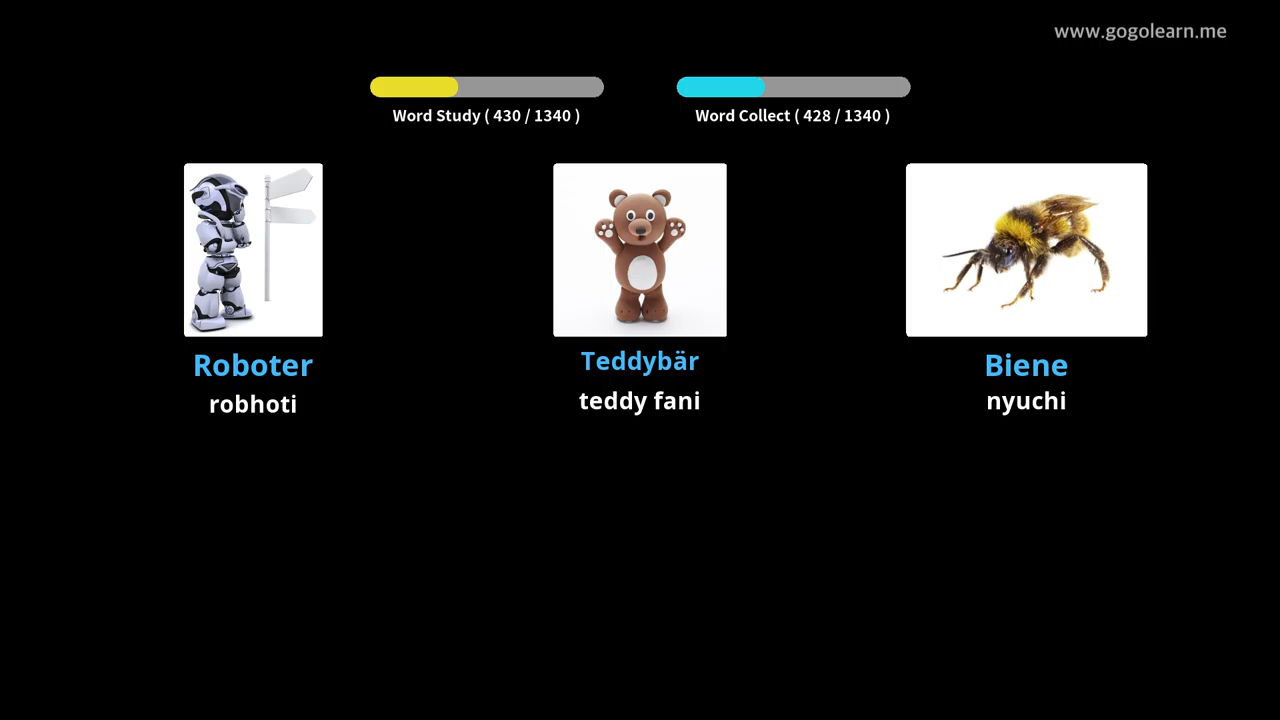 www.gogolearn.me
Word Study ( 430 / 1340 )
Word Collect ( 428 / 1340 )
Roboter
robhoti
Teddybär
teddy fani
Biene
nyuchi